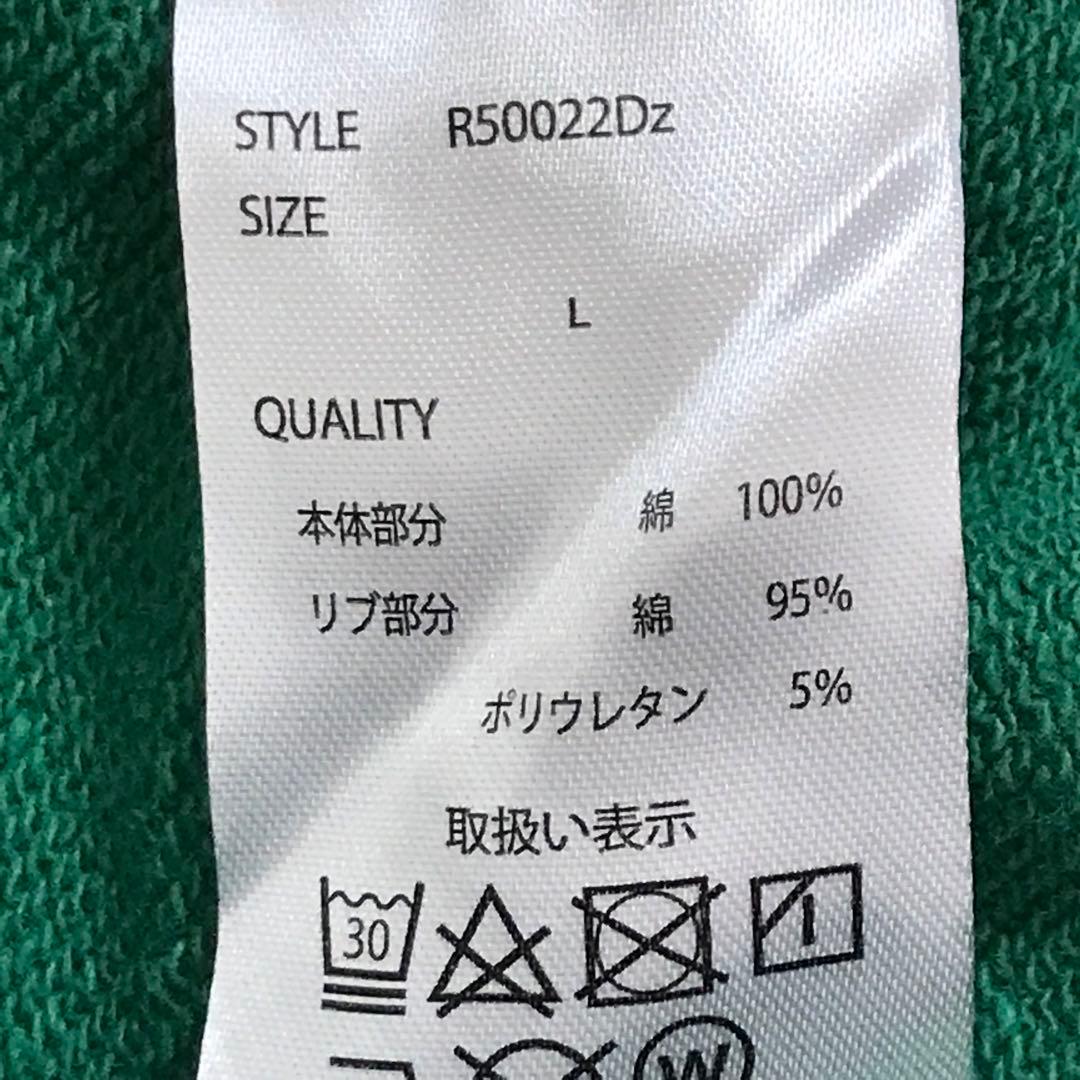 STYLE R50022Dz
SIZE
L
QUALITY
本体部分 綿 100%
リブ部分 綿 95%
ポリウレタン 5%
取扱い表示
30
W